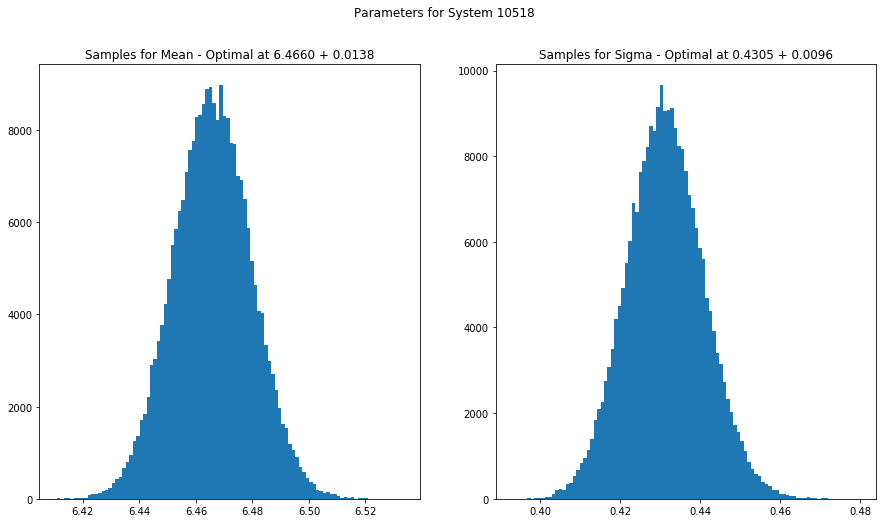 Parameters for System 10518
Samples for Mean - Optimal at 6.4660 + 0.0138
8000
6000
4000
2000
0
6.42 6.44 6.46 6.48 6.50 6.52
Samples for Sigma - Optimal at 0.4305 + 0.0096
10000
8000
6000
4000
2000
0
0.40 0.42 0.44 0.46 0.48